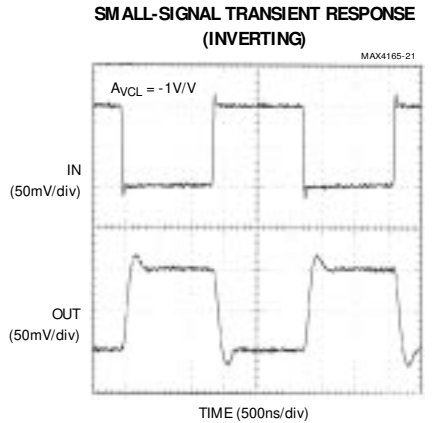 SMALL-SIGNAL TRANSIENT RESPONSE
(INVERTING)
MAX4165-21
AVCL = -1V/V
IN
(50mV/div)
OUT
(50mV/div)
TIME (500ns/div)